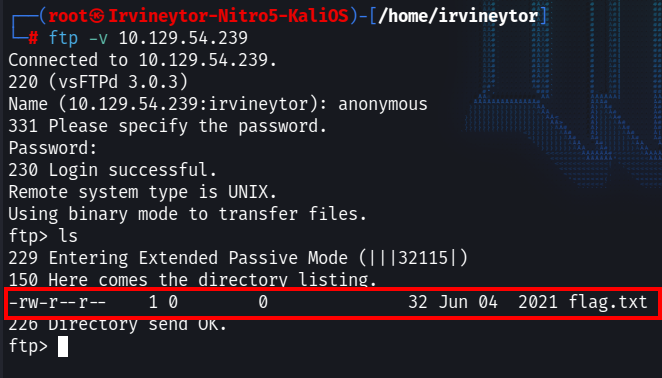 ┌──(root㉿Irvineytor-Nitro5-KaliOS)-[/home/irvineytor]
└─# ftp -v 10.129.54.239
Connected to 10.129.54.239.
220 (vsFTPd 3.0.3)
Name (10.129.54.239:irvineytor): anonymous
331 Please specify the password.
Password:
230 Login successful.
Remote system type is UNIX.
Using binary mode to transfer files.
ftp> ls
229 Entering Extended Passive Mode (|||32115|)
150 Here comes the directory listing.
-rw-r--r--    1 0        0              32 Jun 04  2021 flag.txt
226 Directory send OK.
ftp>